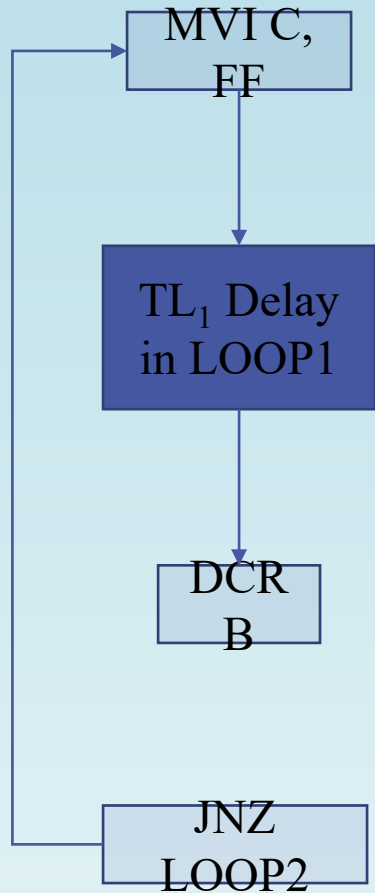 MVI C,
FF
TL₁ Delay
in LOOP1
DCR
B
JNZ
LOOP2